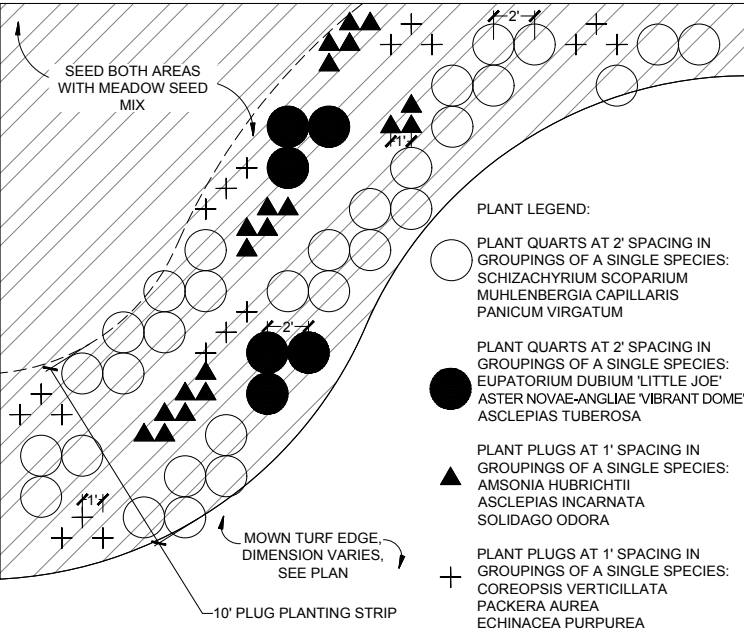 2'
SEED BOTH AREAS
WITH MEADOW SEED
MIX
1'
PLANT LEGEND:
PLANT QUARTS AT 2' SPACING IN
GROUPINGS OF A SINGLE SPECIES:
SCHIZACHYRIUM SCOPARIUM
MUHLENBERGIA CAPILLARIS
PANICUM VIRGATUM
2'
PLANT QUARTS AT 2' SPACING IN
GROUPINGS OF A SINGLE SPECIES:
EUPATORIUM DUBIUM 'LITTLE JOE'
ASTER NOVAE-ANGLIAE 'VIBRANT DOME'
ASCLEPIAS TUBEROSA
PLANT PLUGS AT 1' SPACING IN
GROUPINGS OF A SINGLE SPECIES:
AMSONIA HUBRICHTII
ASCLEPIAS INCARNATA
SOLIDAGO ODORA
1'
MOWN TURF EDGE,
DIMENSION VARIES,
SEE PLAN
PLANT PLUGS AT 1' SPACING IN
GROUPINGS OF A SINGLE SPECIES:
COREOPSIS VERTICILLATA
PACKERA AUREA
ECHINACEA PURPUREA
10' PLUG PLANTING STRIP